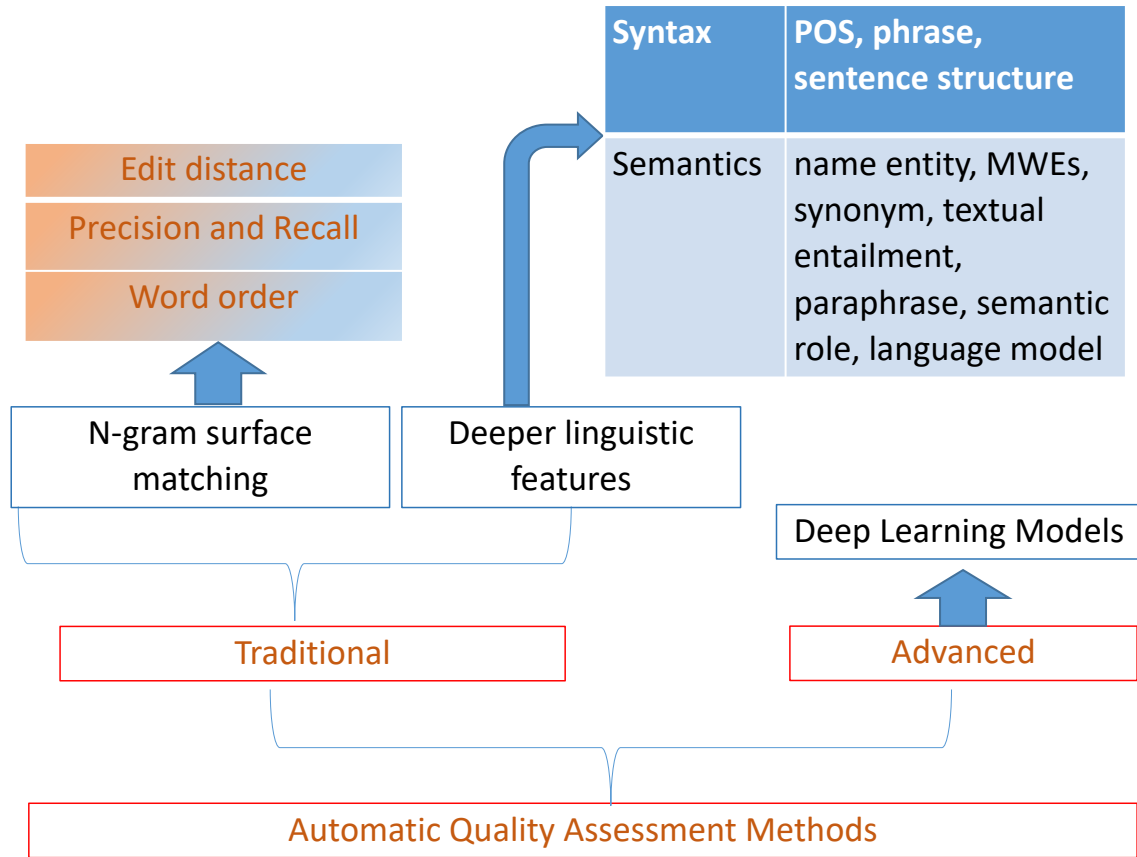 Syntax
POS, phrase,
sentence structure
Semantics
name entity, MWEs,
synonym, textual
entailment,
paraphrase, semantic
role, language model
Edit distance
Precision and Recall
Word order
N-gram surface
matching
Deeper linguistic
features
Deep Learning Models
Traditional
Advanced
Automatic Quality Assessment Methods